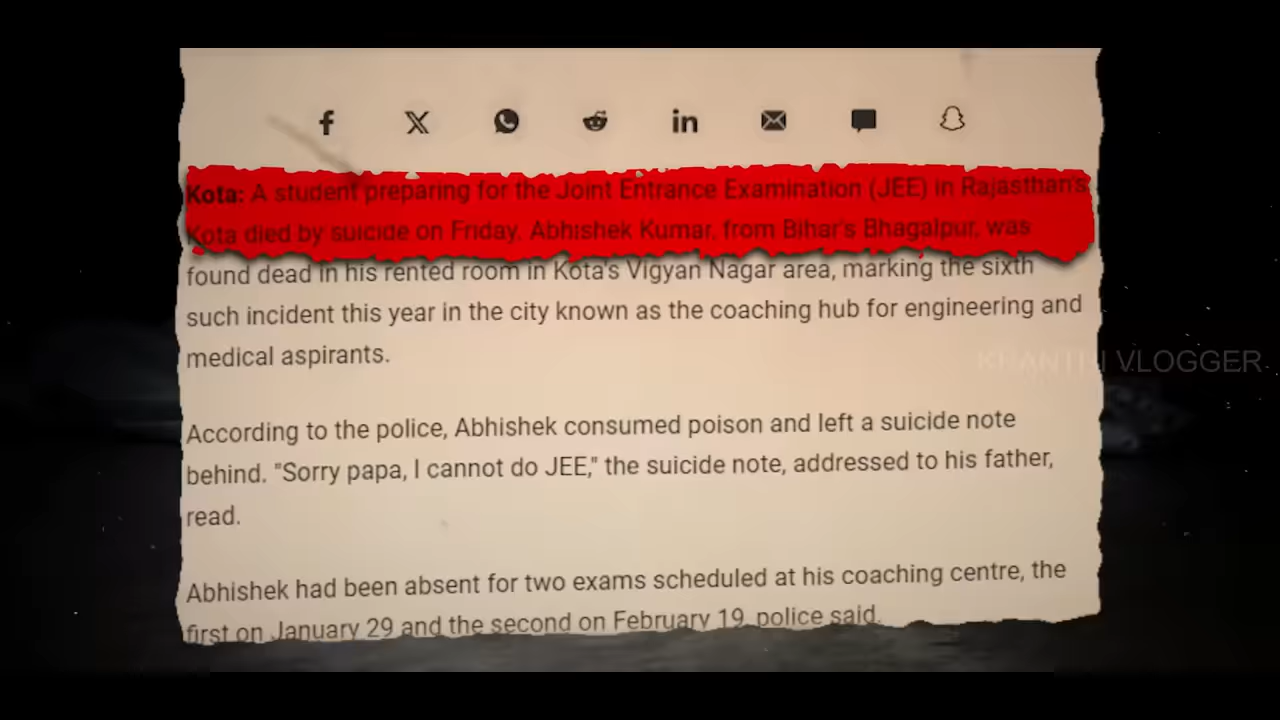 Kota: A student preparing for the Joint Entrance Examination (JEE) in Rajasthan's
Kota died by suicide on Friday. Abhishek Kumar, from Bihar's Bhagalpur, was
found dead in his rented room in Kota's Vigyan Nagar area, marking the sixth
such incident this year in the city known as the coaching hub for engineering and
medical aspirants.
KRANTHI VLOGGER
According to the police, Abhishek consumed poison and left a suicide note
behind. "Sorry papa, I cannot do JEE," the suicide note, addressed to his father,
read.
Abhishek had been absent for two exams scheduled at his coaching centre, the
first on January 29 and the second on February 19, police said.